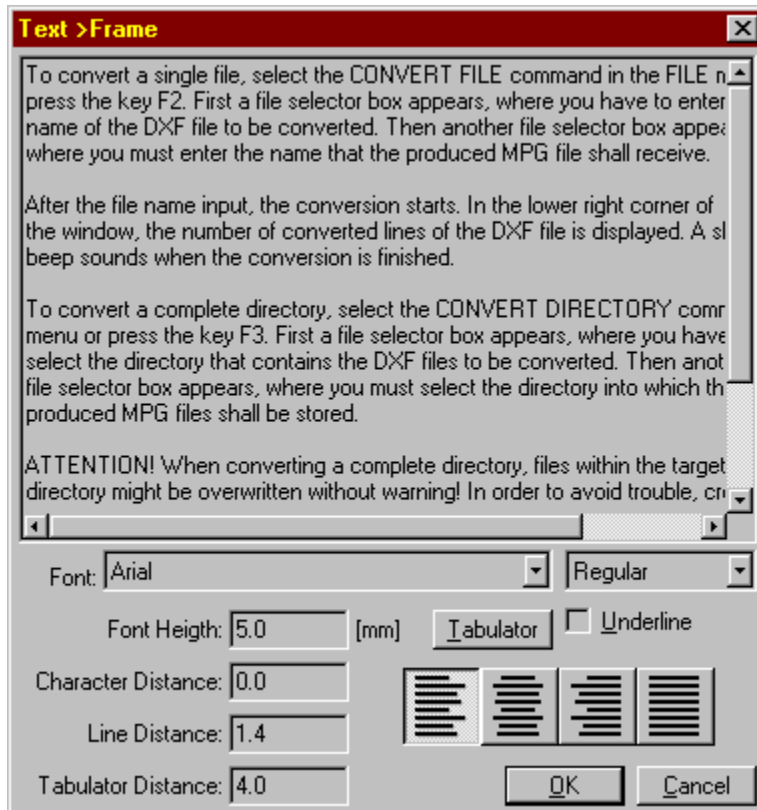 Text >Frame
To convert a single file, select the CONVERT FILE command in the FILE
press the key F2. First a file selector box appears, where you have to enter
name of the DXF file to be converted. Then another file selector box
where you must enter the name that the produced MPG file shall receive.
After the file name input, the conversion starts. In the lower right corner of
the window, the number of converted lines of the DXF file is displayed. A
beep sounds when the conversion is finished.
To convert a complete directory, select the CONVERT DIRECTORY
menu or press the key F3. First a file selector box appears, where you have
select the directory that contains the DXF files to be converted. Then
file selector box appears, where you must select the directory into which
produced MPG files shall be stored.
ATTENTION! When converting a complete directory, files within the target
directory might be overwritten without warning! In order to avoid trouble,
Font: Arial Regular
Font Heigth: 5.0 [mm] Tabulator Underline
Character Distance: 0.0
Line Distance: 1.4
Tabulator Distance: 4.0 OK Cancel